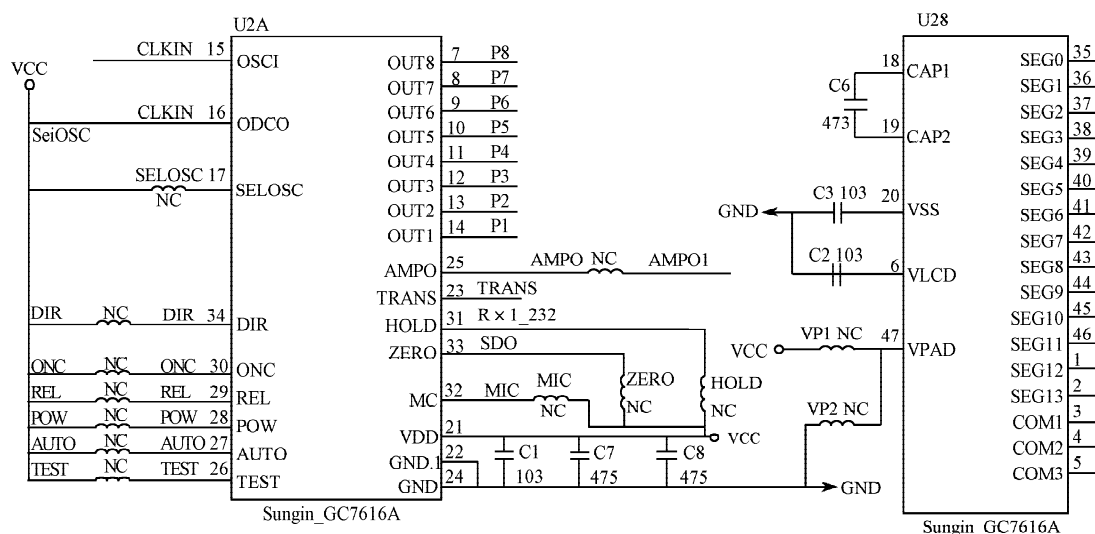 U2A
U28
VCC
CLKIN 15 OSCI
SeiOSC
CLKIN 16 ODCO
SELOSC 17 SELOSC
NC
DIR NC DIR 34 DIR
ONC NC ONC 30 ONC
REL NC REL 29 REL
POW NC POW 28 POW
AUTO NC AUTO 27 AUTO
TEST NC TEST 26 TEST
OUT8 7 P8
OUT7 8 P7
OUT6 9 P6
OUT5 10 P5
OUT4 11 P4
OUT3 12 P3
OUT2 13 P2
OUT1 14 P1
AMPO 25 AMPO NC AMPO1
TRANS 23 TRANS
HOLD 31 R × 1_232
ZERO 33 SDO
ZERO
NC
HOLD
NC
MC 32 MIC MIC
NC
VDD 21
VCC
GND.1 22
GND 24
C1
103
C7
475
C8
475
GND
Sungin_GC7616A
18 CAP1
C6
473
19 CAP2
GND
C3 103 20 VSS
C2 103 6 VLCD
VCC VP1 NC 47 VPAD
VP2 NC
SEG0 35
SEG1 36
SEG2 37
SEG3 38
SEG4 39
SEG5 40
SEG6 41
SEG7 42
SEG8 43
SEG9 44
SEG10 45
SEG11 46
SEG12 1
SEG13 2
COM1 3
COM2 4
COM3 5
Sungin_GC7616A